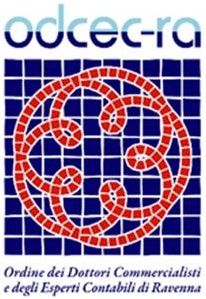 odcec-ra
Ordine dei Dottori Commercialisti
e degli Esperti Contabili di Ravenna